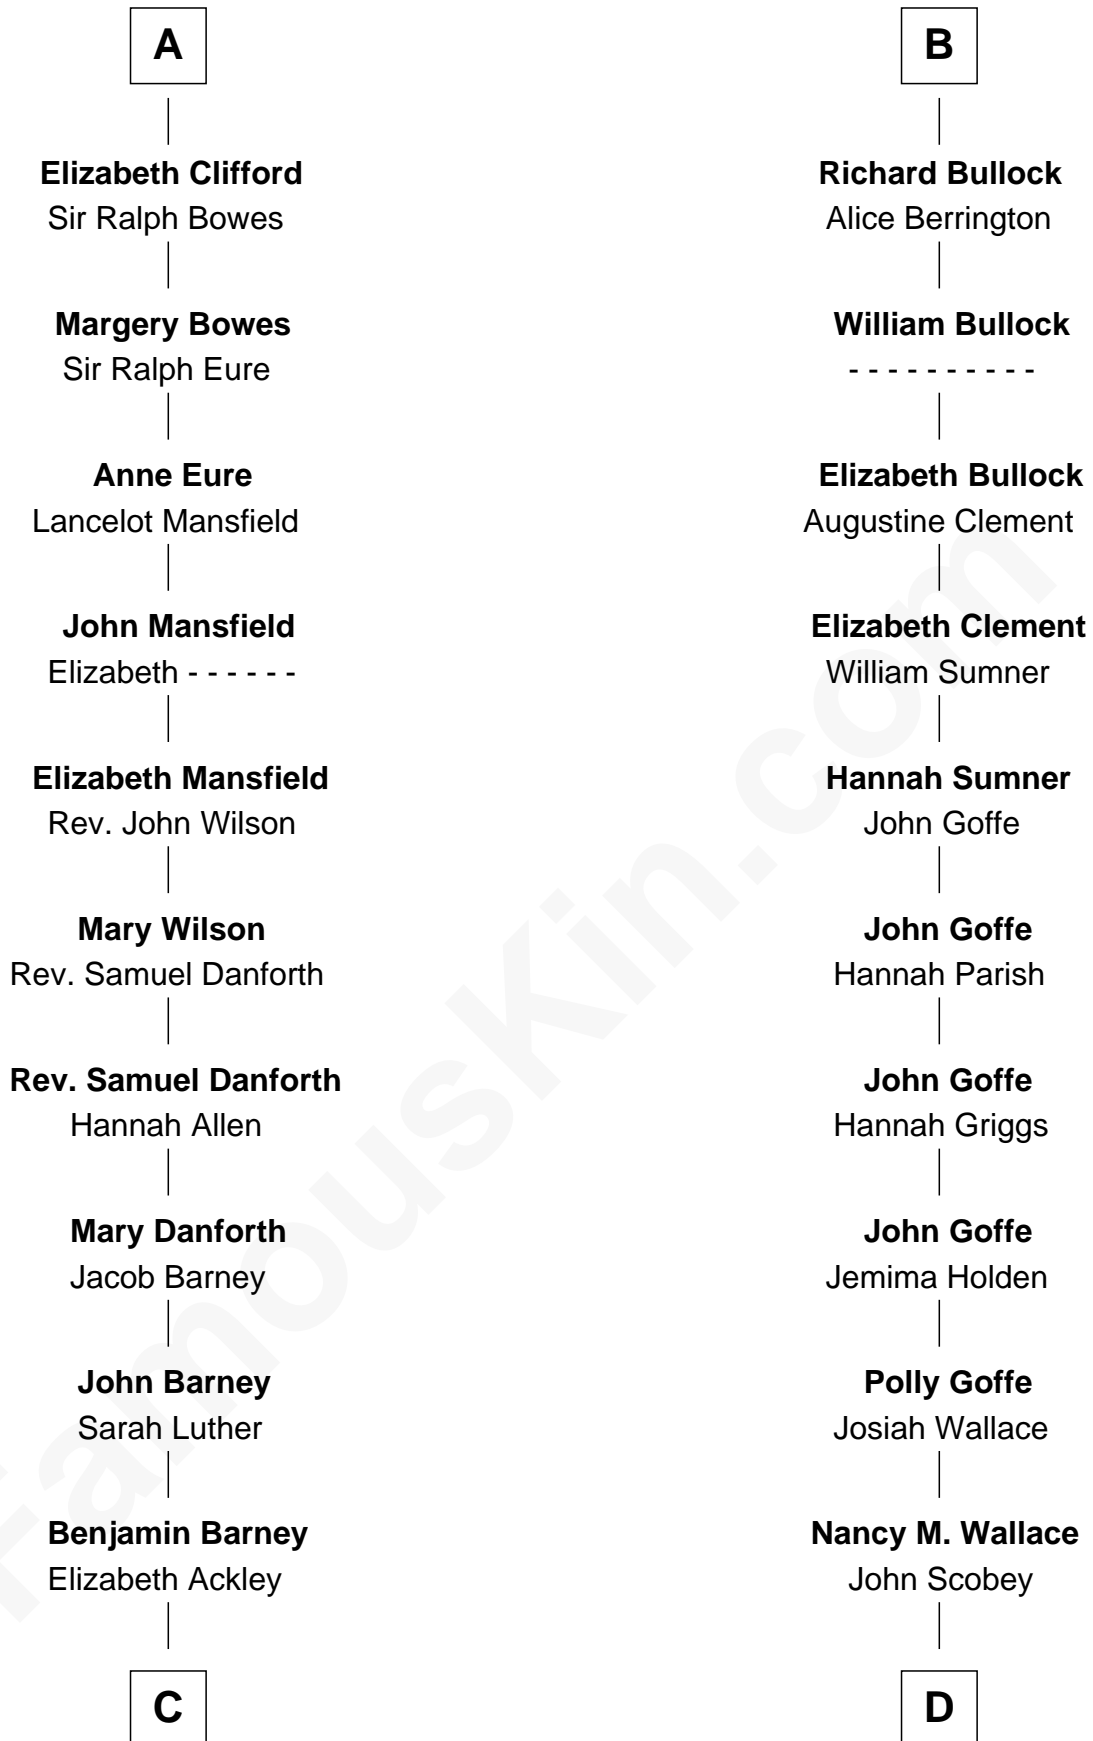 A
Elizabeth Clifford
Sir Ralph Bowes
Margery Bowes
Sir Ralph Eure
Anne Eure
Lancelot Mansfield
John Mansfield
Elizabeth - - - - - -
Elizabeth Mansfield
Rev. John Wilson
Mary Wilson
Rev. Samuel Danforth
Rev. Samuel Danforth
Hannah Allen
Mary Danforth
Jacob Barney
John Barney
Sarah Luther
Benjamin Barney
Elizabeth Ackley
C
B
Richard Bullock
Alice Berrington
William Bullock
- - - - - - - - - -
Elizabeth Bullock
Augustine Clement
Elizabeth Clement
William Sumner
Hannah Sumner
John Goffe
John Goffe
Hannah Parish
John Goffe
Hannah Griggs
John Goffe
Jemima Holden
Polly Goffe
Josiah Wallace
Nancy M. Wallace
John Scobey
D
FamousKin.com